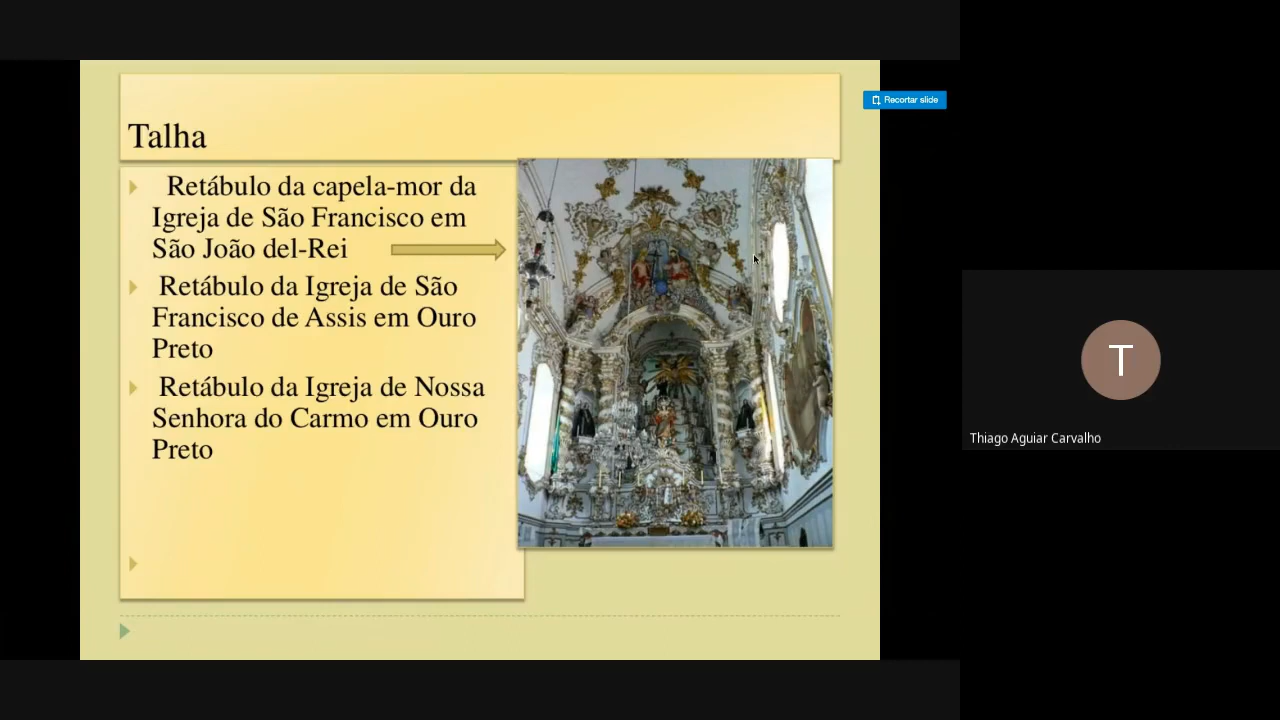 Recortar slide
Talha
Retábulo da capela-mor da
Igreja de São Francisco em
São João del-Rei
Retábulo da Igreja de São
Francisco de Assis em Ouro
Preto
Retábulo da Igreja de Nossa
Senhora do Carmo em Ouro
Preto
T
Thiago Aguiar Carvalho